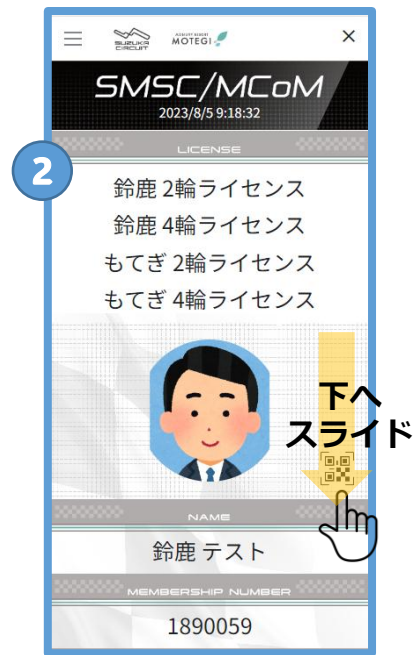 SUZUKA
CIRCUIT
MOBILITY RESORT
MOTEGI
×
SMSC/MCoM
2023/8/5 9:18:32
2
LICENSE
鈴鹿 2輪ライセンス
鈴鹿 4輪ライセンス
もてぎ 2輪ライセンス
もてぎ 4輪ライセンス
下へ
スライド
NAME
鈴鹿 テスト
MEMBERSHIP NUMBER
1890059